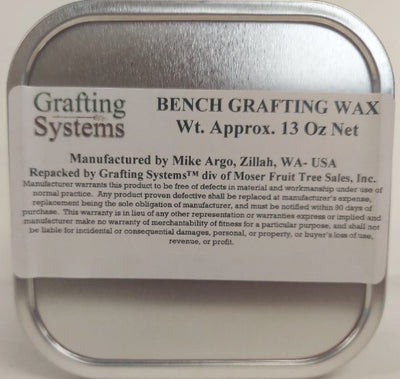 Grafting
Systems
BENCH GRAFTING WAX
Wt. Approx. 13 Oz Net
Manufactured by Mike Argo, Zillah, WA- USA
Repacked by Grafting Systems™ div of Moser Fruit Tree Sales, Inc.
Manufacturer warrants this product to be free of defects in material and workmanship under use of
normal practice. Any product proven defective shall be replaced at manufacturer's expense,
replacement being the sole obligation of manufacturer, and must be notified within 90 days of
purchase. This warranty is in lieu of any other representation or warranties express or implied and
manufacturer make no warranty of merchantability of fitness for a particular purpose, and shall not
be liable for incidental or consequential damages, personal, or property, or buyer's loss of use,
revenue, or profit.